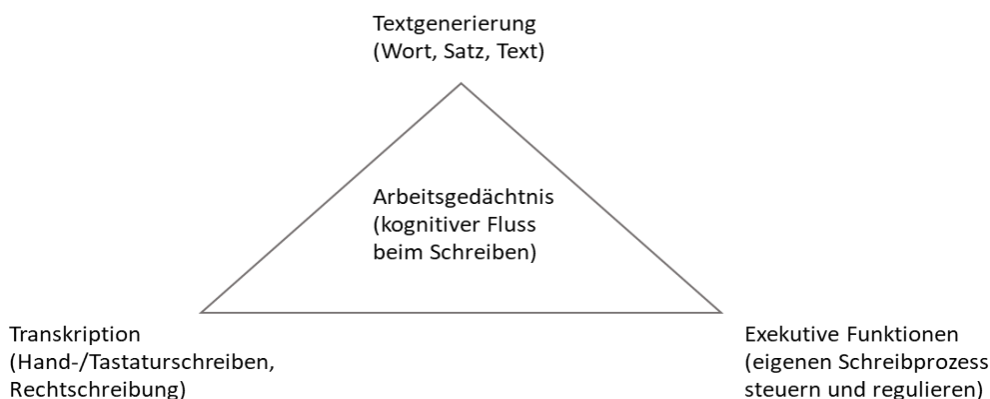 Textgenerierung
(Wort, Satz, Text)
Arbeitsgedächtnis
(kognitiver Fluss
beim Schreiben)
Transkription
(Hand-/Tastaturschreiben,
Rechtschreibung)
Exekutive Funktionen
(eigenen Schreibprozess
steuern und regulieren)